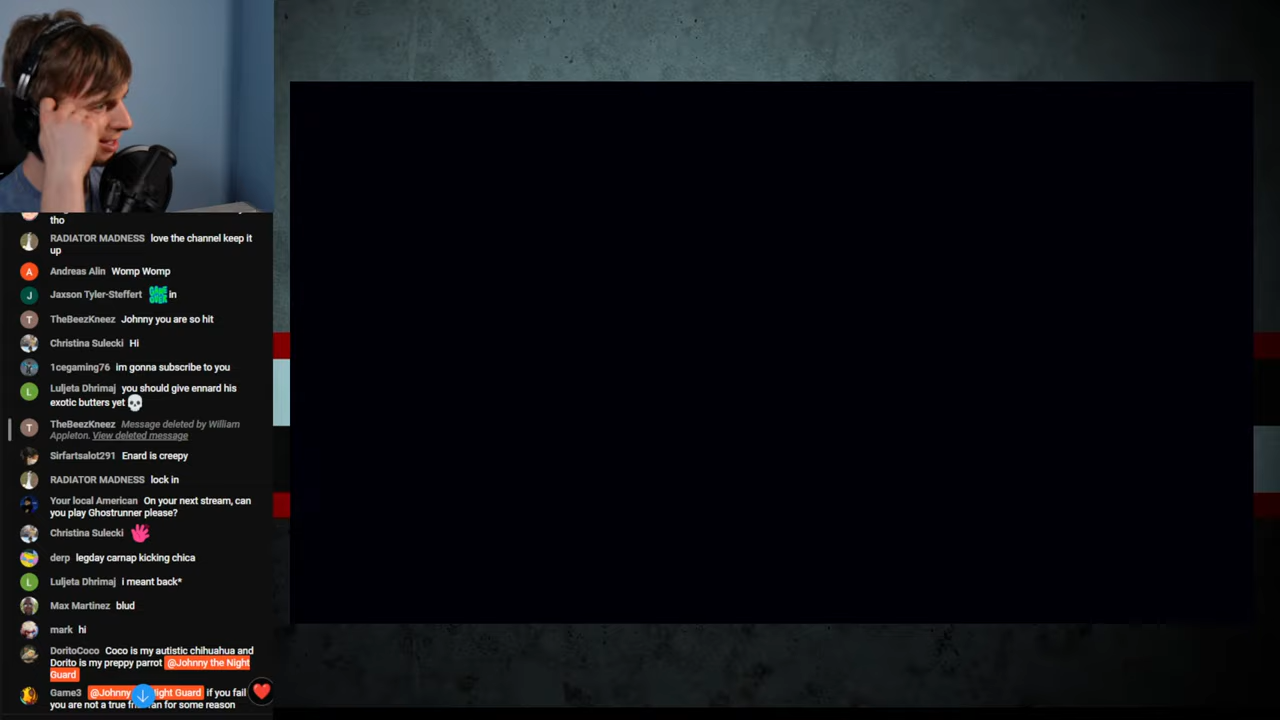 tho
RADIATOR MADNESS love the channel keep it
up
A Andreas Alin Womp Womp
J Jaxson Tyler-Steffert GAME OVER in
T TheBeezKneez Johnny you are so hit
Christina Sulecki Hi
1cegaming76 im gonna subscribe to you
L Luljeta Dhrimaj you should give ennard his
exotic butters yet
T TheBeezKneez Message deleted by William
Appleton. View deleted message
Sirfartsalot291 Enard is creepy
RADIATOR MADNESS lock in
Your local American On your next stream, can
you play Ghostrunner please?
Christina Sulecki
derp legday carnap kicking chica
L Luljeta Dhrimaj i meant back*
Max Martinez blud
mark hi
DoritoCoco Coco is my autistic chihuahua and
Dorito is my preppy parrot @Johnny the Night
Guard
Game3 @Johnny Night Guard if you fail
you are not a true for some reason